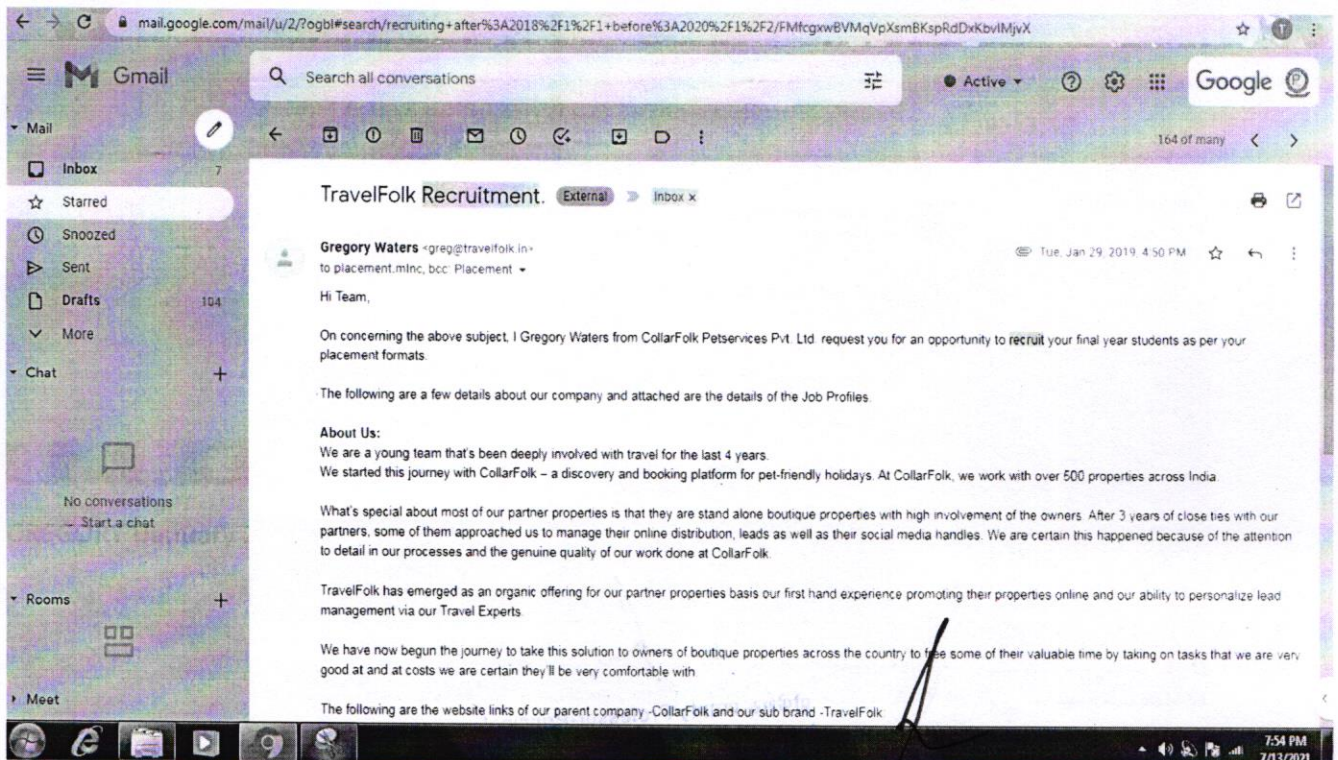 mail.google.com/mail/u/2/?ogbl#search/recruiting+after%3A2018%2F1%2F1+before%3A2020%2F1%2F2/FMfcgxwBVMqVpXsmBKspRdDxKbvlMjvX
Gmail
Search all conversations
Active
Google
Mail
164 of many
Inbox 7
TravelFolk Recruitment. External Inbox x
Starred
Snoozed
Gregory Waters <greg@travelfolk.in>
Tue, Jan 29, 2019, 4:50 PM
Sent
to placement.mlnc, bcc: Placement
Drafts 104
Hi Team,
More
On concerning the above subject, I Gregory Waters from CollarFolk Petservices Pvt. Ltd request you for an opportunity to recruit your final year students as per your
placement formats.
Chat
The following are a few details about our company and attached are the details of the Job Profiles.
About Us:
We are a young team that's been deeply involved with travel for the last 4 years.
We started this journey with CollarFolk – a discovery and booking platform for pet-friendly holidays. At CollarFolk, we work with over 500 properties across India.
No conversations
Start a chat
What's special about most of our partner properties is that they are stand alone boutique properties with high involvement of the owners. After 3 years of close ties with our
partners, some of them approached us to manage their online distribution, leads as well as their social media handles. We are certain this happened because of the attention
to detail in our processes and the genuine quality of our work done at CollarFolk.
Rooms
TravelFolk has emerged as an organic offering for our partner properties basis our first hand experience promoting their properties online and our ability to personalize lead
management via our Travel Experts.
We have now begun the journey to take this solution to owners of boutique properties across the country to free some of their valuable time by taking on tasks that we are very
good at and at costs we are certain they'll be very comfortable with
Meet
The following are the website links of our parent company -CollarFolk and our sub brand -TravelFolk
7:54 PM
7/13/2021